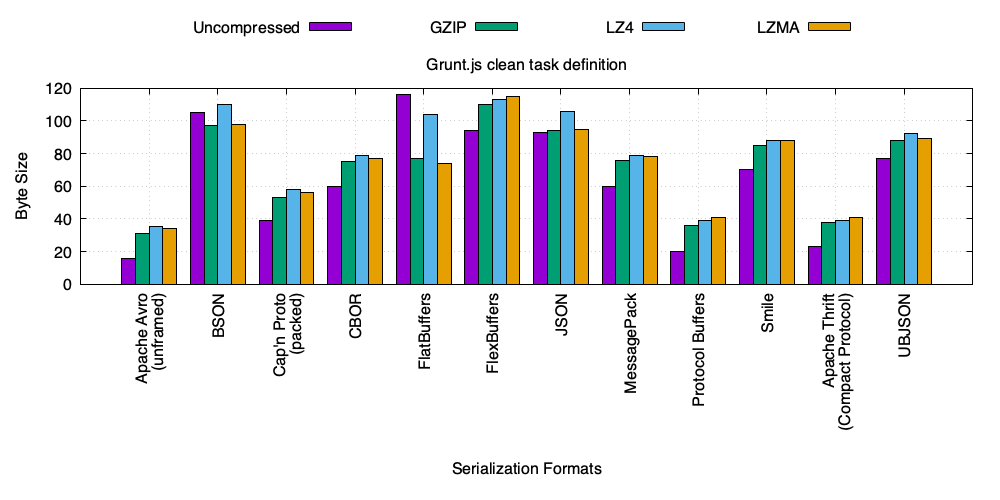 Uncompressed GZIP LZ4 LZMA
Grunt.js clean task definition
Byte Size
120
100
80
60
40
20
0
Apache Avro
(unframed)
BSON
Cap'n Proto
(packed)
CBOR
FlatBuffers
FlexBuffers
JSON
MessagePack
Protocol Buffers
Smile
Apache Thrift
(Compact Protocol)
UBJSON
Serialization Formats